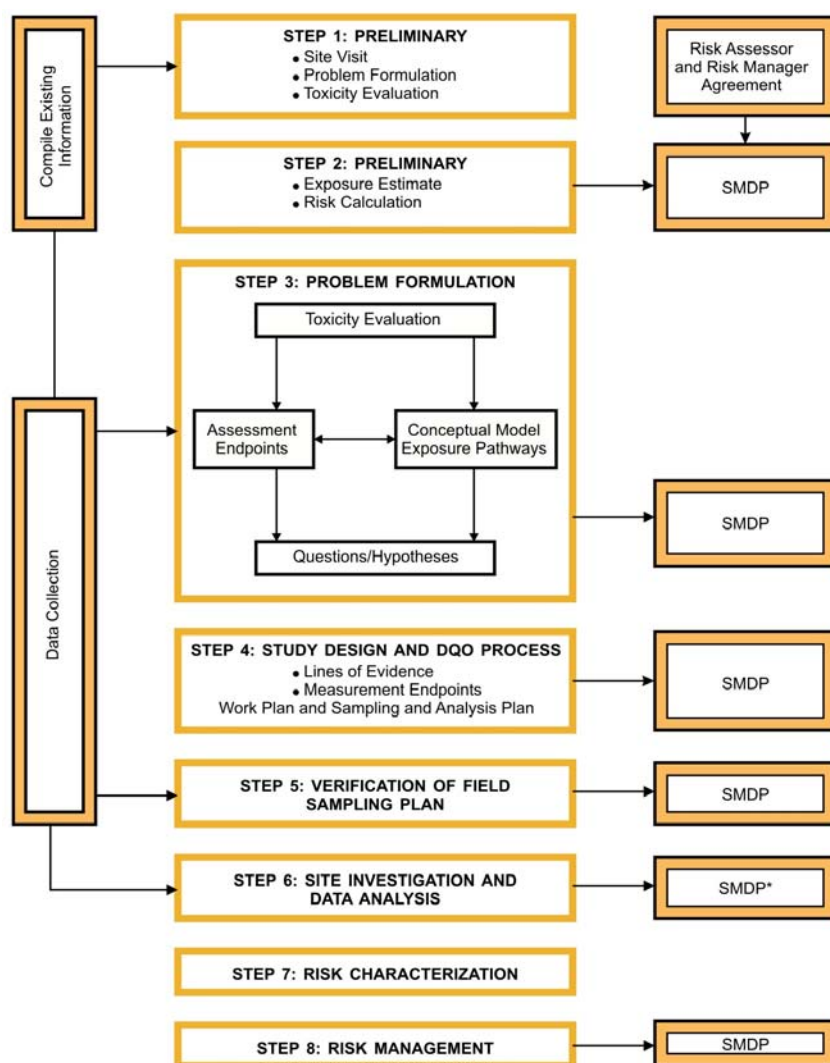 Compile Existing
Information
STEP 1: PRELIMINARY
● Site Visit
● Problem Formulation
● Toxicity Evaluation
Risk Assessor
and Risk Manager
Agreement
STEP 2: PRELIMINARY
● Exposure Estimate
● Risk Calculation
SMDP
STEP 3: PROBLEM FORMULATION
Toxicity Evaluation
Assessment
Endpoints
Conceptual Model
Exposure Pathways
Questions/Hypotheses
SMDP
Data Collection
STEP 4: STUDY DESIGN AND DQO PROCESS
● Lines of Evidence
● Measurement Endpoints
Work Plan and Sampling and Analysis Plan
SMDP
STEP 5: VERIFICATION OF FIELD
SAMPLING PLAN
SMDP
STEP 6: SITE INVESTIGATION AND
DATA ANALYSIS
SMDP*
STEP 7: RISK CHARACTERIZATION
STEP 8: RISK MANAGEMENT
SMDP